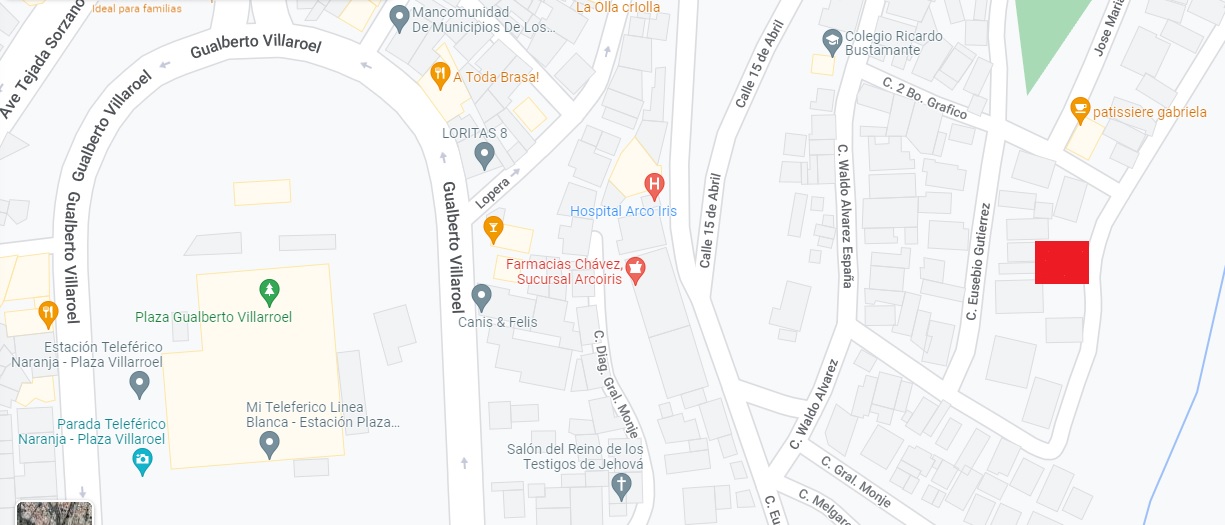 Ideal para familias
Ave Tejada Sorzano
Gualberto Villaroel
Gualberto Villaroel
Gualberto Villaroel
Gualberto Villaroel
Mancomunidad
De Municipios De Los...
La Olla criolla
A Toda Brasa!
LORITAS 8
Lopera
Hospital Arco Iris
Farmacias Chávez,
Sucursal Arcoiris
Canis & Felis
Plaza Gualberto Villarroel
Estación Teleférico
Naranja - Plaza Villarroel
Parada Teleférico
Naranja - Plaza Villaroel
Mi Teleferico Linea
Blanca - Estación Plaza...
Salón del Reino de los
Testigos de Jehová
C. Diag. Gral. Monje
Calle 15 de Abril
Calle 15 de Abril
Colegio Ricardo
Bustamante
C. 2 Bo. Grafico
Jose Maria
patissiere gabriela
C. Waldo Alvarez España
C. Eusebio Gutierrez
C. Waldo Alvarez
C. Gral. Monje
C. Melgare
C. Eu